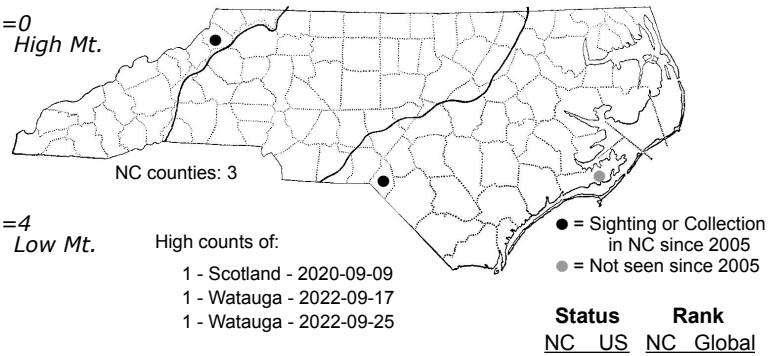 =0
High Mt.
NC counties: 3
=4
Low Mt.
High counts of:
1 - Scotland - 2020-09-09
1 - Watauga - 2022-09-17
1 - Watauga - 2022-09-25
● = Sighting or Collection
in NC since 2005
● = Not seen since 2005
Status Rank
NC US NC Global